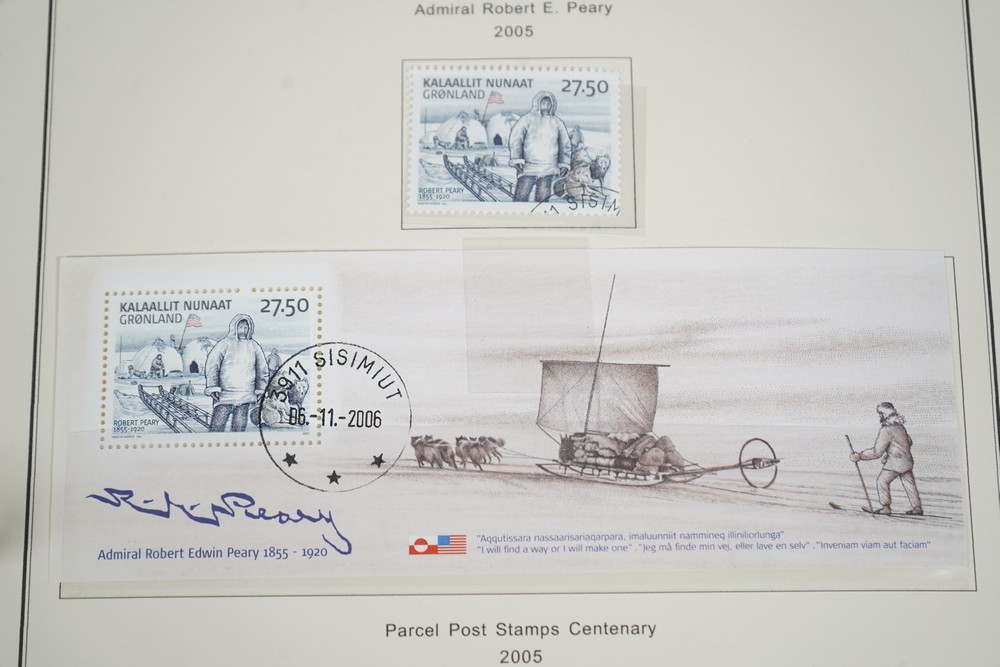 Admiral Robert E. Peary
2005
KALAALLIT NUNAAT
GRØNLAND
27.50
ROBERT PEARY
1855-1920
SISIM
KALAALLIT NUNAAT
GRØNLAND
27.50
ROBERT PEARY
1855-1920
3911 SISIMIUT
06.-11.-2006
Admiral Robert Edwin Peary 1855 - 1920
"Aqqutissara nassaarisariaqarpara, imaluunniit nammineq illiniliorlunga"
"I will find a way or I will make one" . "Jeg må finde min vej, eller lave en selv" . "Inveniam viam aut faciam"
Parcel Post Stamps Centenary
2005